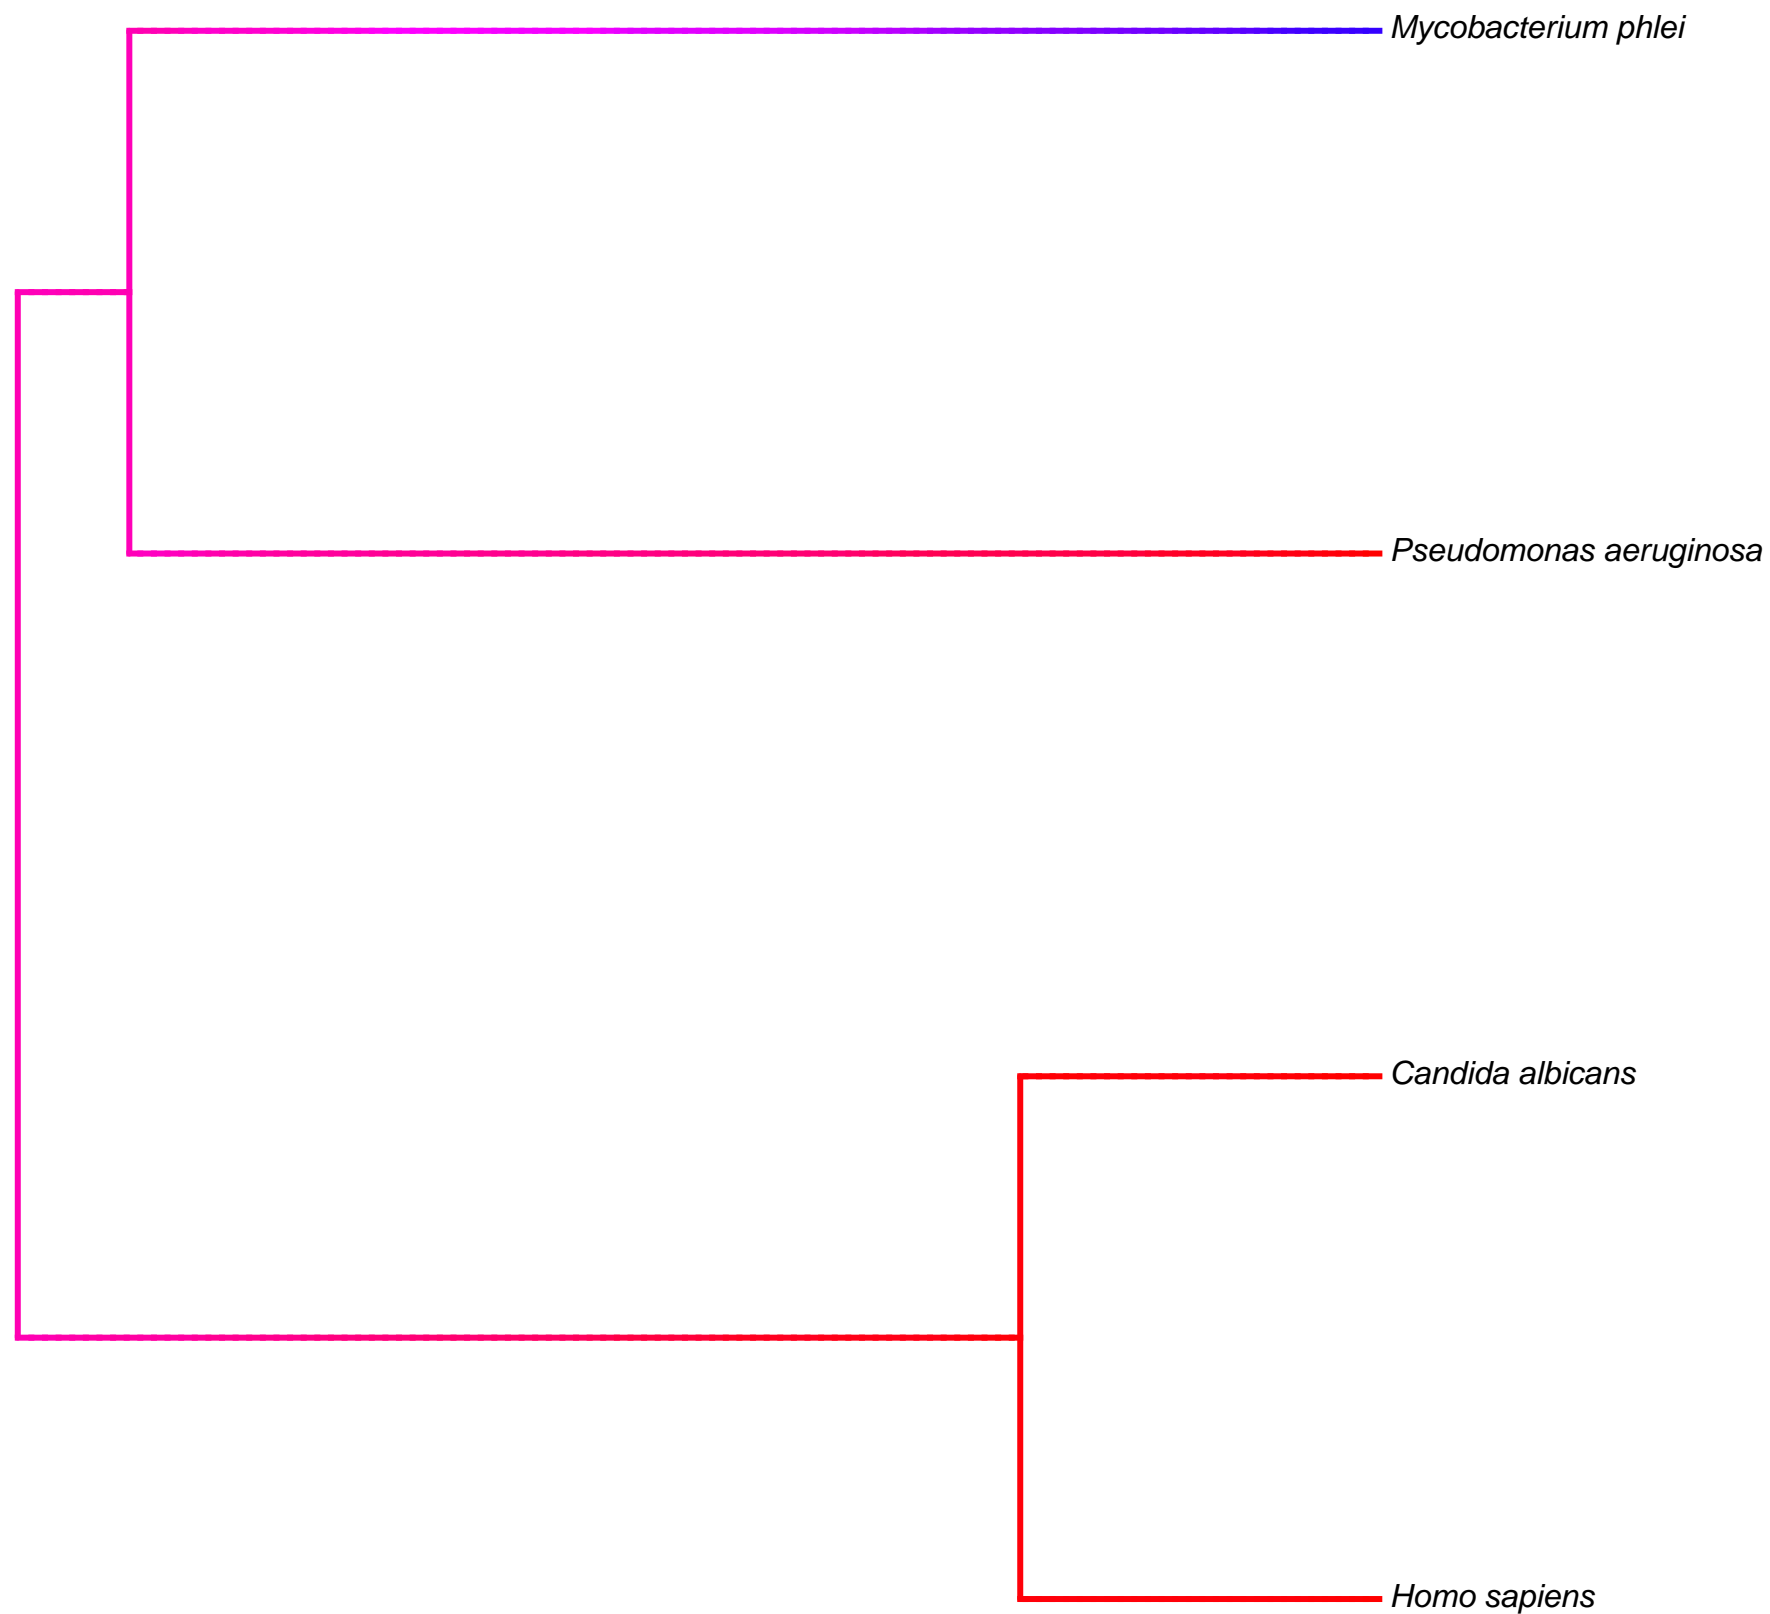 Mycobacterium phlei
Pseudomonas aeruginosa
Candida albicans
Homo sapiens